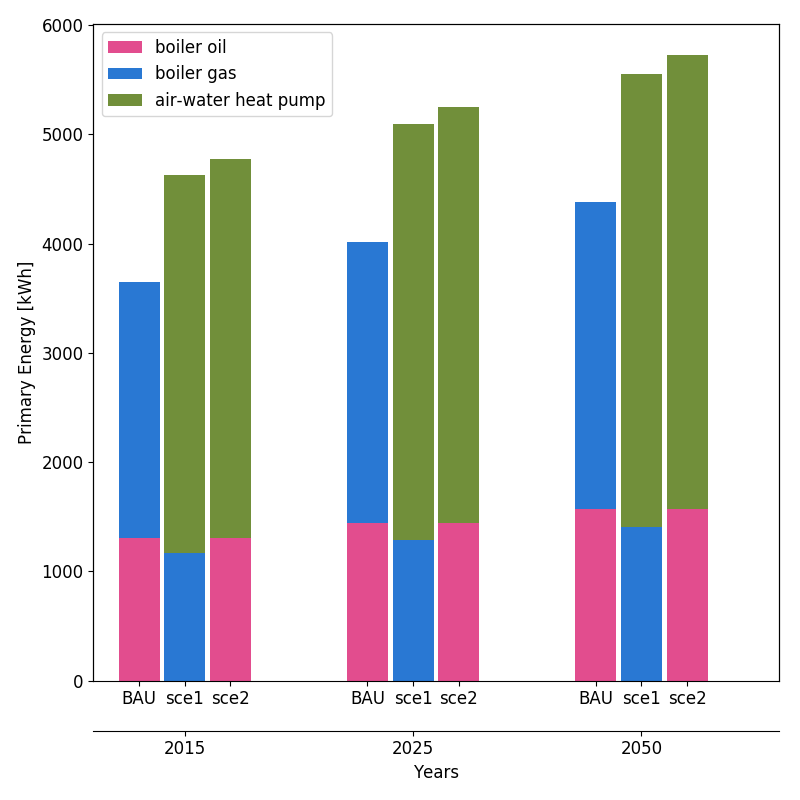 6000
5000
4000
3000
2000
1000
0
Primary Energy [kWh]
boiler oil
boiler gas
air-water heat pump
BAU sce1 sce2 BAU sce1 sce2 BAU sce1 sce2
2015 2025 2050
Years